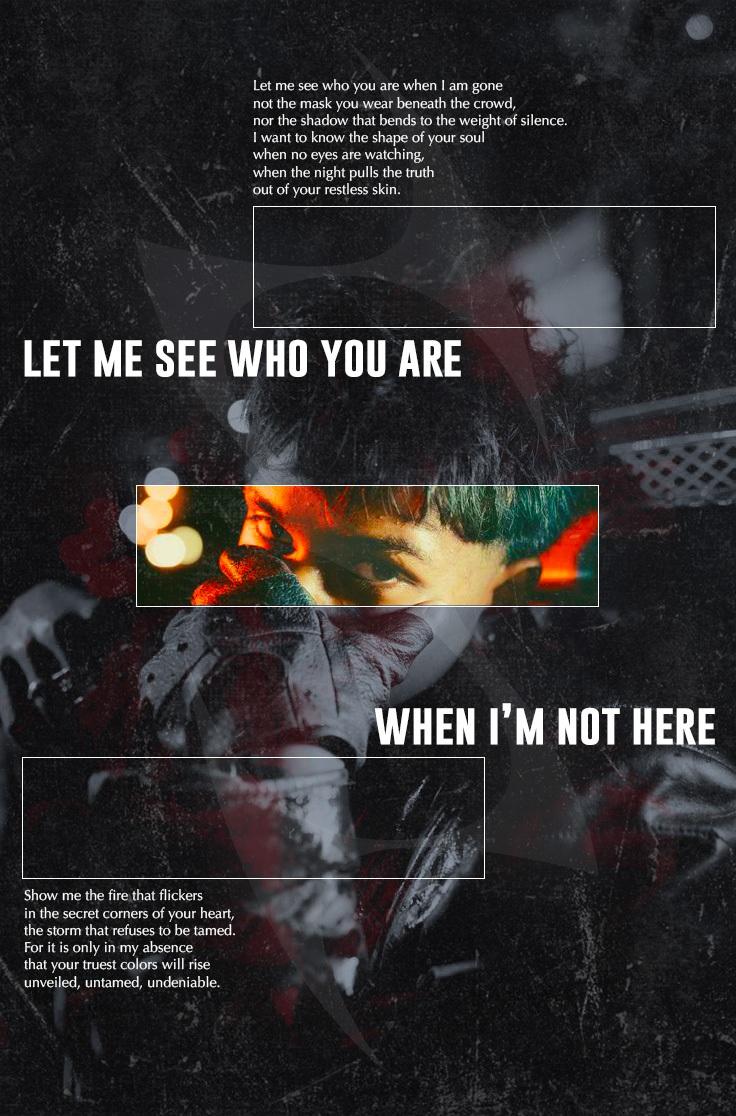 Let me see who you are when I am gone
not the mask you wear beneath the crowd,
nor the shadow that bends to the weight of silence.
I want to know the shape of your soul
when no eyes are watching,
when the night pulls the truth
out of your restless skin.
LET ME SEE WHO YOU ARE
WHEN I'M NOT HERE
Show me the fire that flickers
in the secret corners of your heart,
the storm that refuses to be tamed.
For it is only in my absence
that your truest colors will rise
unveiled, untamed, undeniable.